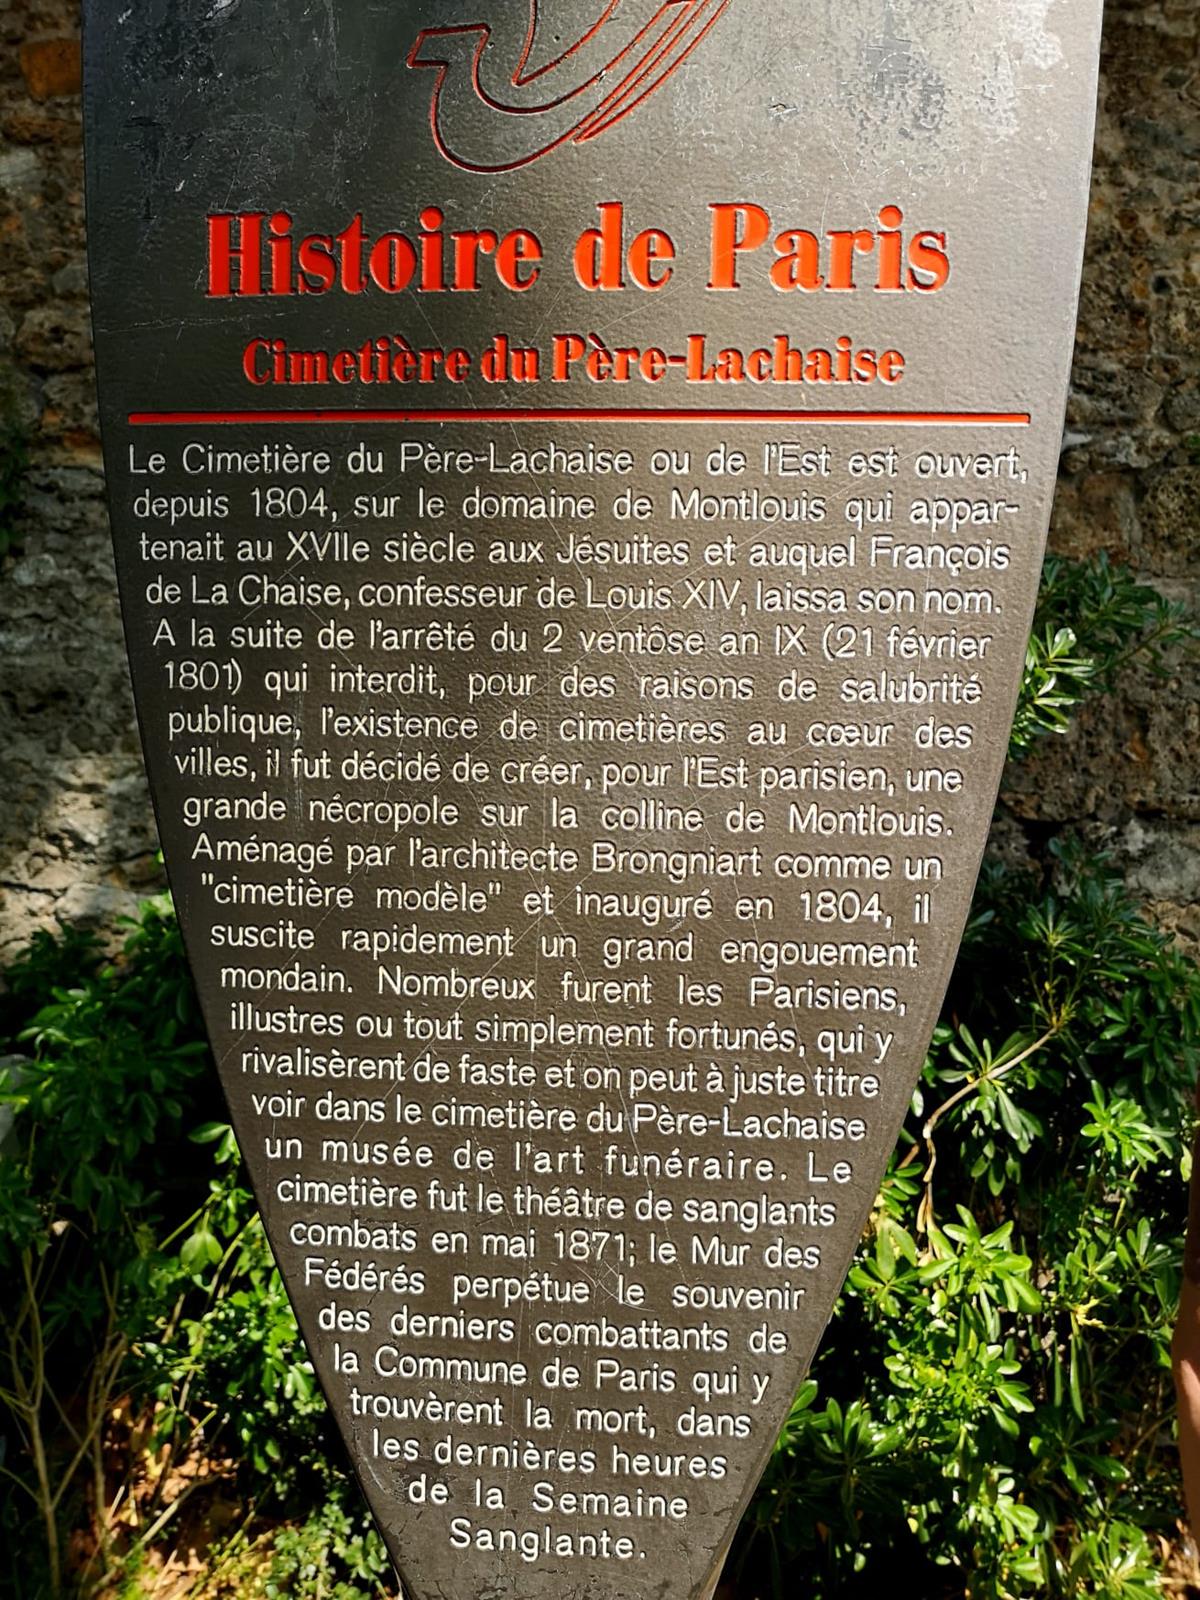 Histoire de Paris
Cimetière du Père-Lachaise
Le Cimetière du Père-Lachaise ou de l'Est est ouvert,
depuis 1804, sur le domaine de Montlouis qui appar-
tenait au XVIIe siècle aux Jésuites et auquel François
de La Chaise, confesseur de Louis XIV, laissa son nom.
A la suite de l'arrêté du 2 ventôse an IX (21 février
1801) qui interdit, pour des raisons de salubrité
publique, l'existence de cimetières au cœur des
villes, il fut décidé de créer, pour l'Est parisien, une
grande nécropole sur la colline de Montlouis.
Aménagé par l'architecte Brongniart comme un
"cimetière modèle" et inauguré en 1804, il
suscite rapidement un grand engouement
mondain. Nombreux furent les Parisiens,
illustres ou tout simplement fortunés, qui y
rivalisèrent de faste et on peut à juste titre
voir dans le cimetière du Père-Lachaise
un musée de l'art funéraire. Le
cimetière fut le théâtre de sanglants
combats en mai 1871; le Mur des
Fédérés perpétue le souvenir
des derniers combattants de
la Commune de Paris qui y
trouvèrent la mort, dans
les dernières heures
de la Semaine
Sanglante.